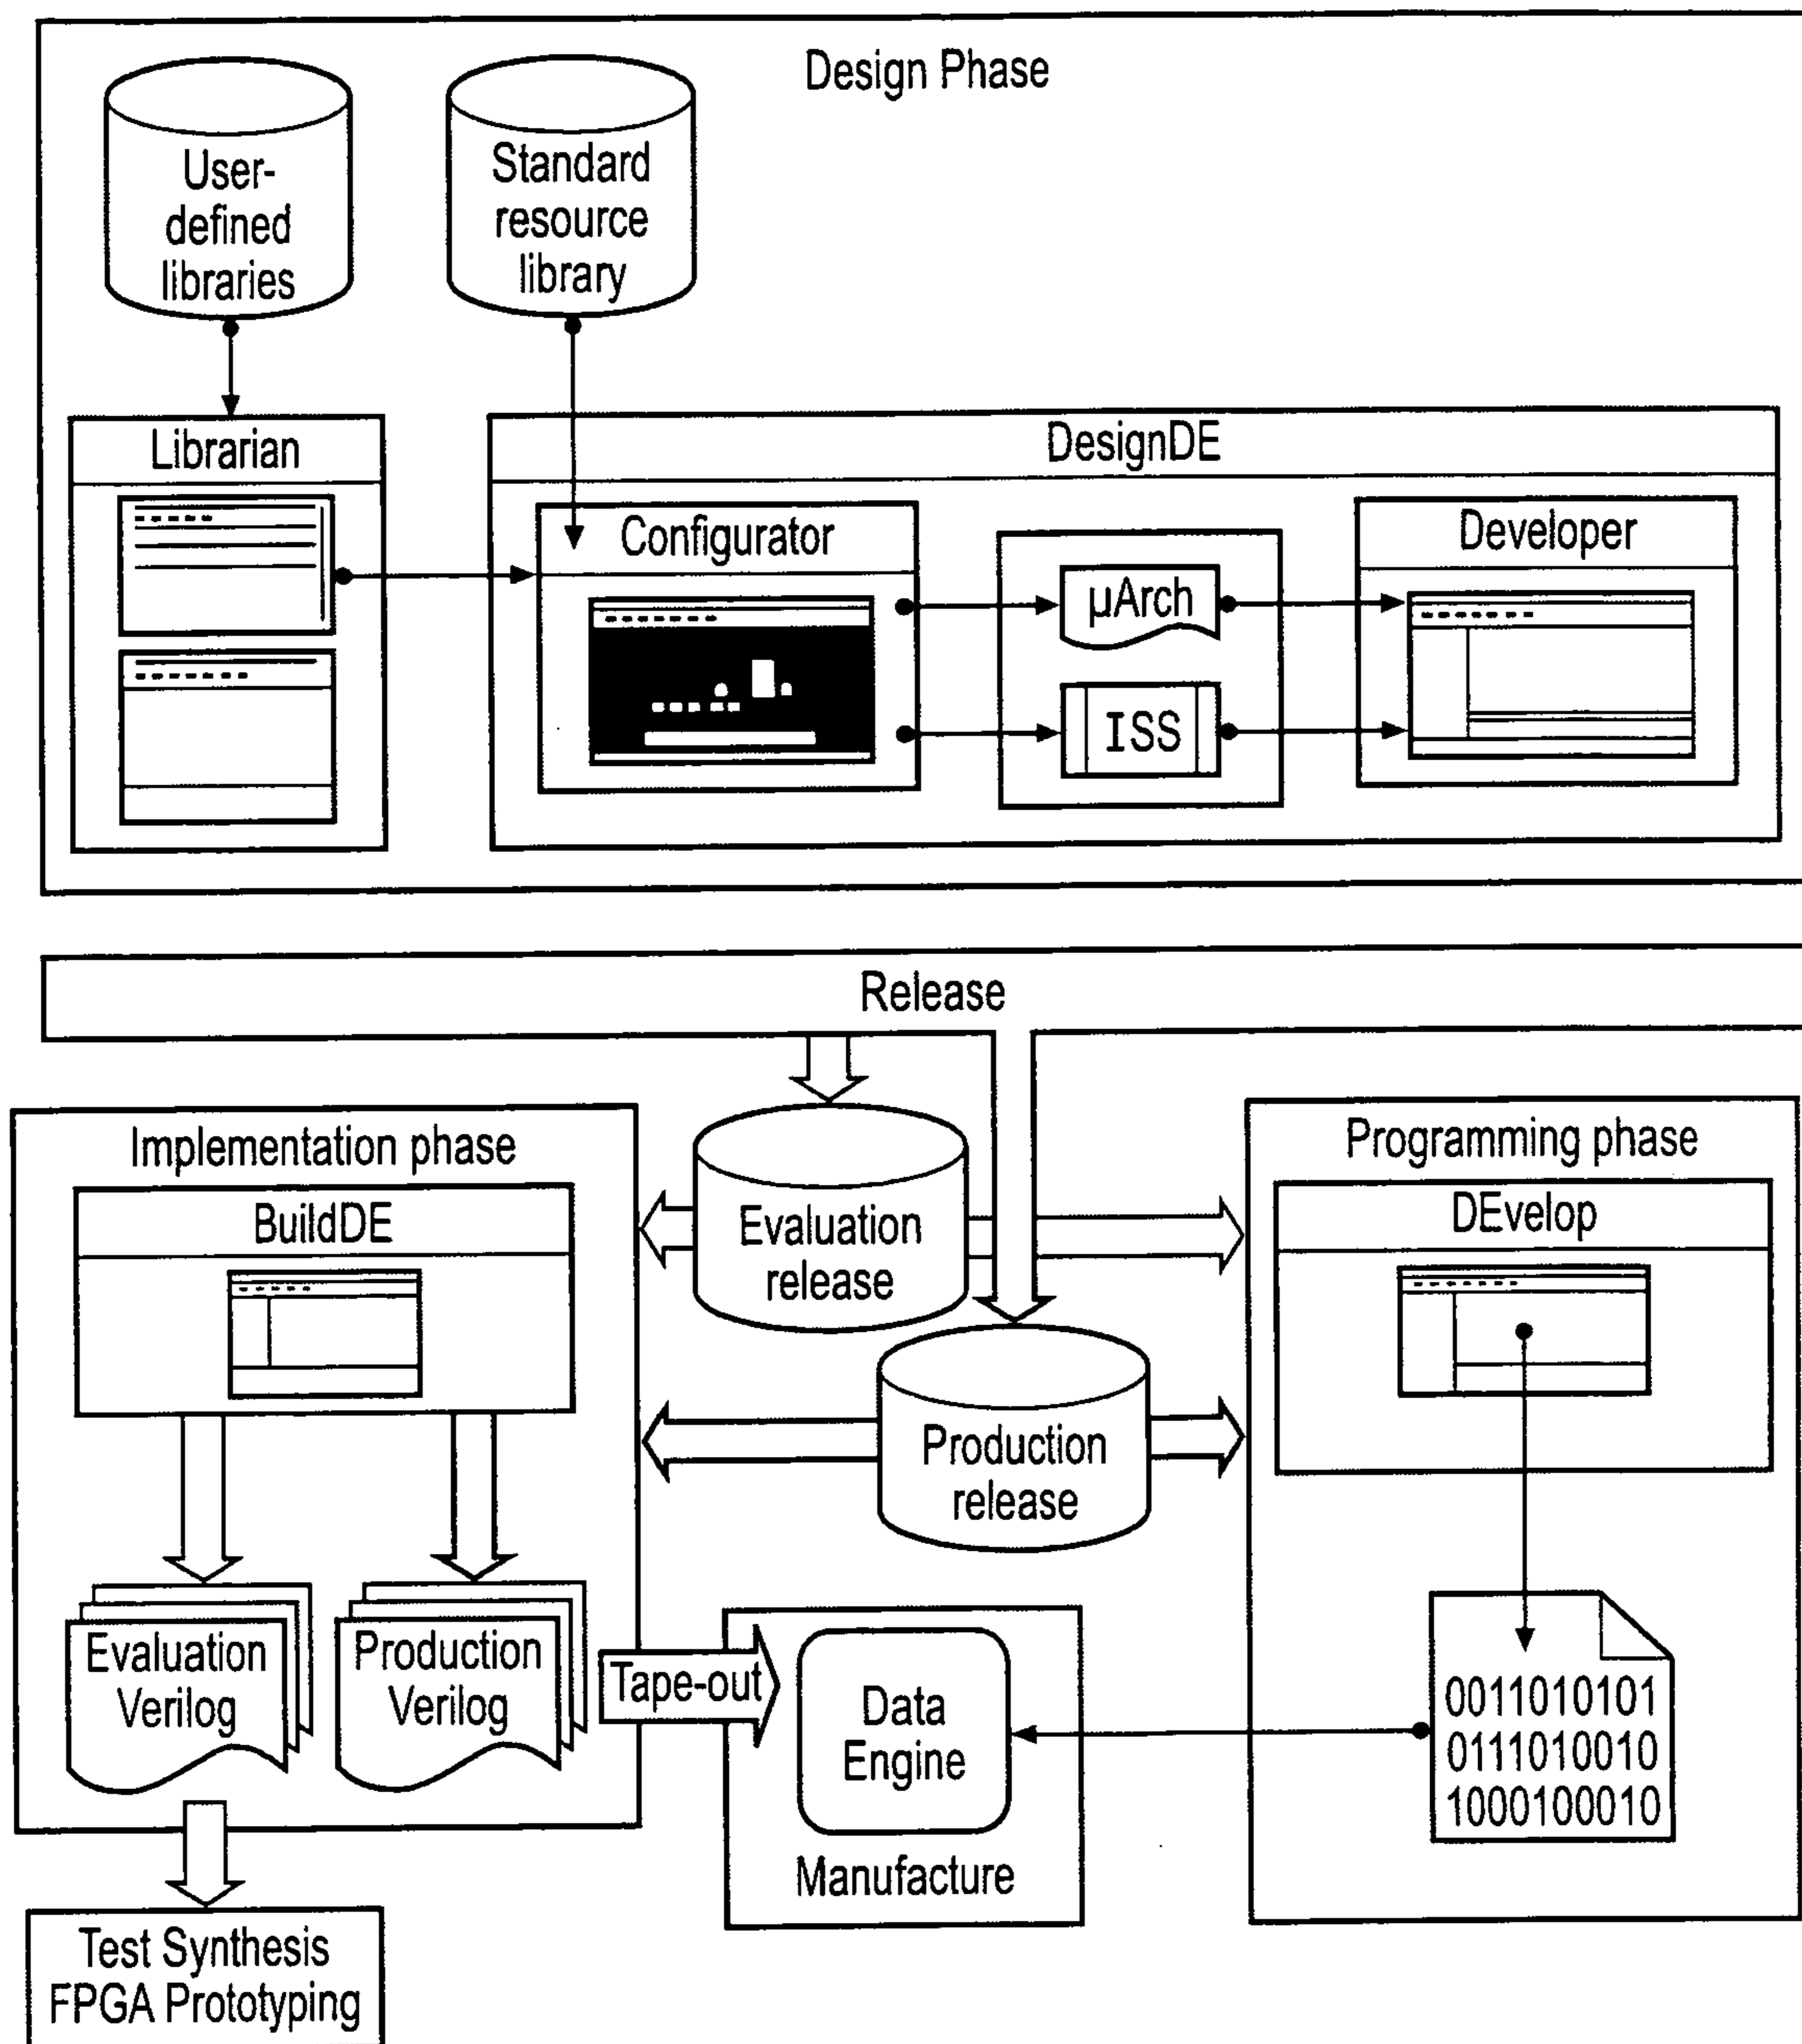 Design Phase
User-
defined
libraries
Standard
resource
library
Librarian
DesignDE
Configurator
µArch
ISS
Developer
Release
Implementation phase
BuildDE
Evaluation
release
Production
release
Programming phase
DEvelop
Evaluation
Verilog
Production
Verilog
Tape-out
Data
Engine
Manufacture
0011010101
0111010010
1000100010
Test Synthesis
FPGA Prototyping